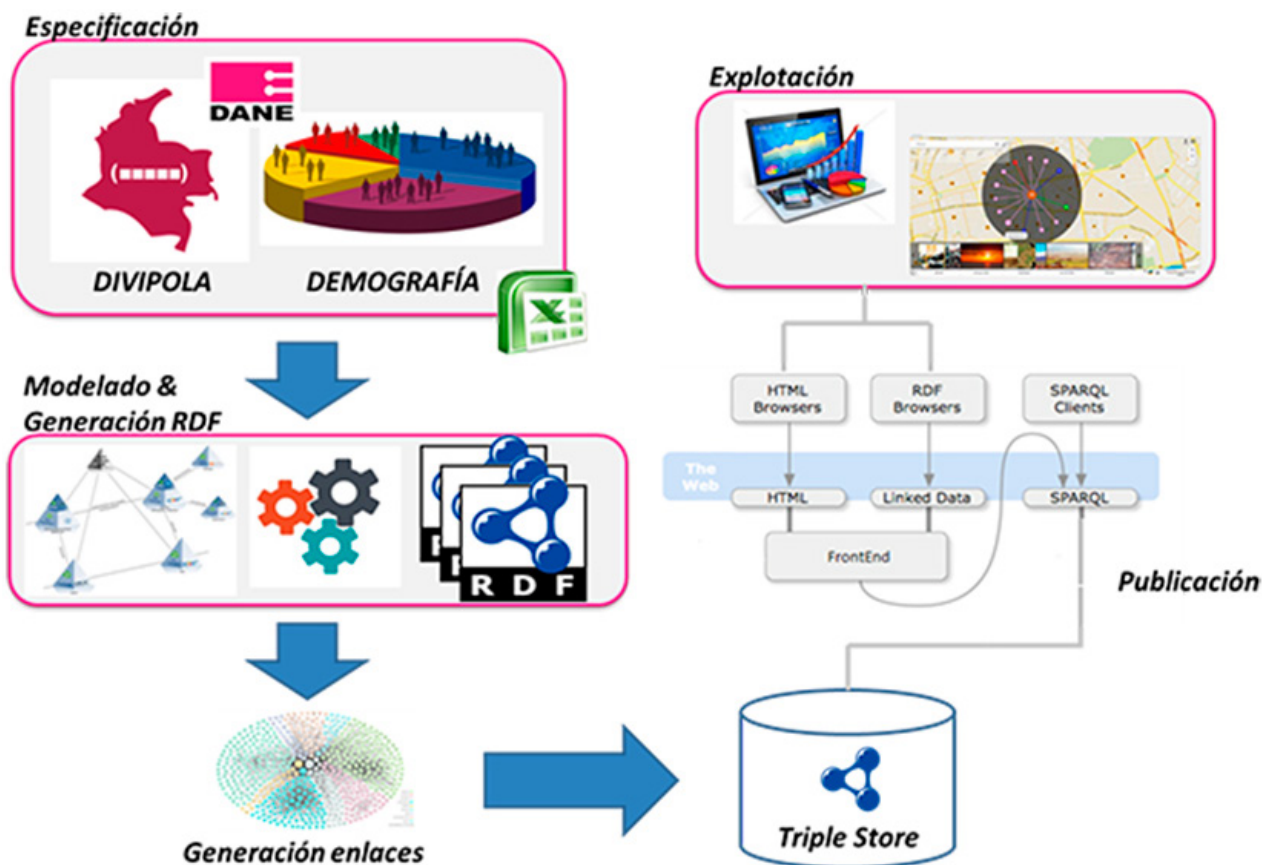 Especificación
DANE
DIVIPOLA
DEMOGRAFÍA
Modelado &
Generación RDF
R
R
R D F
Generación enlaces
Explotación
HTML
Browsers
RDF
Browsers
SPARQL
Clients
The
Web
HTML
Linked Data
SPARQL
FrontEnd
Publicación
Triple Store